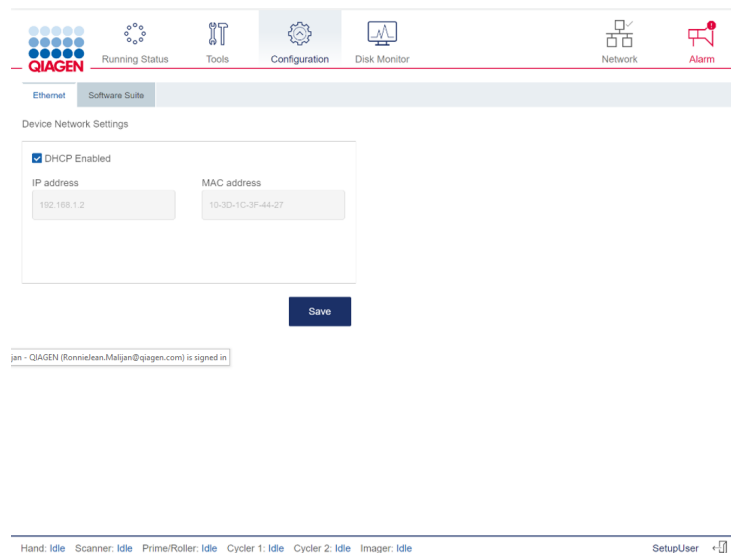 QIAGEN
Running Status Tools Configuration Disk Monitor Network Alarm
Ethernet Software Suite
Device Network Settings
DHCP Enabled
IP address MAC address
192.168.1.2 10-3D-1C-3F-44-27
Save
jan - QIAGEN (RonnieJean.Malijan@qiagen.com) is signed in
Hand: Idle Scanner: Idle Prime/Roller: Idle Cycler 1: Idle Cycler 2: Idle Imager: Idle SetupUser